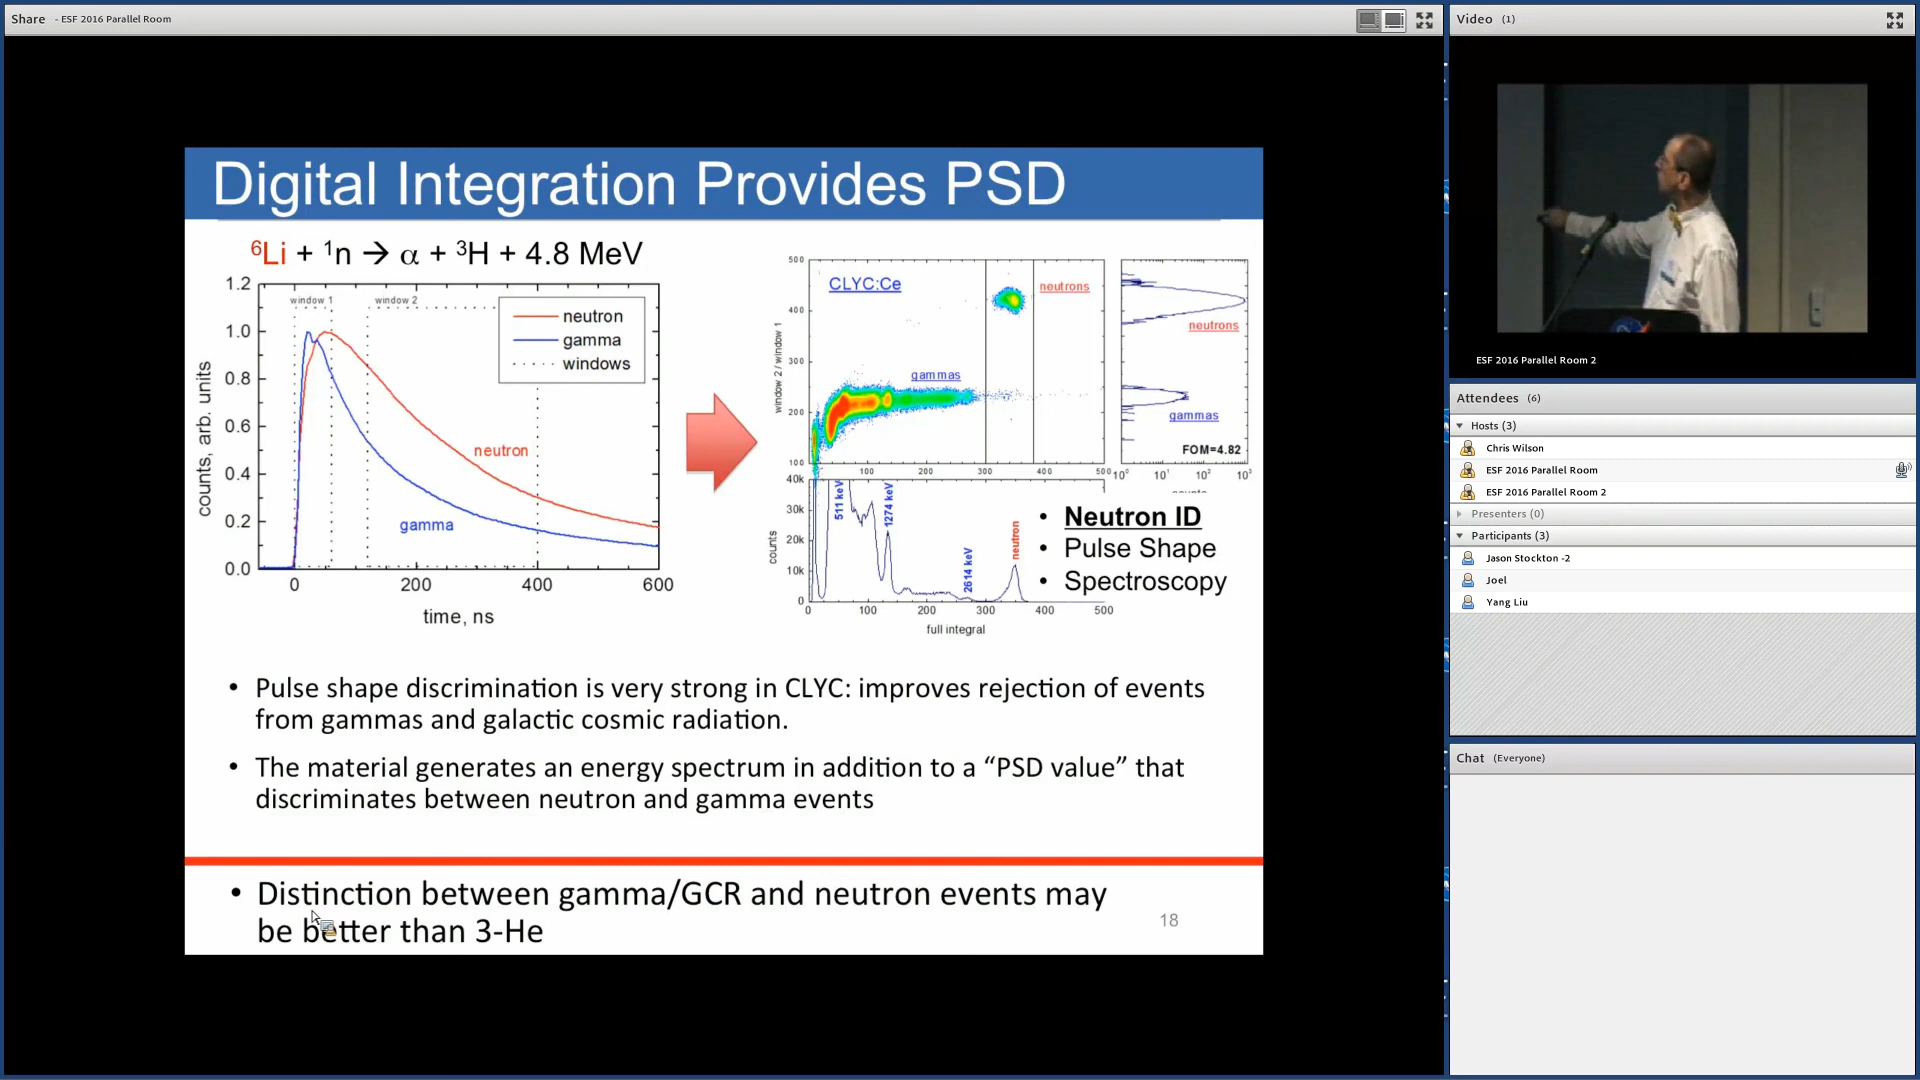 Share - ESF 2016 Parallel Room
Digital Integration Provides PSD
⁶Li + ¹n → α + ³H + 4.8 MeV
1.2
1.0
0.8
0.6
0.4
0.2
0.0
counts, arb. units
window 1
window 2
neutron
gamma
windows
neutron
gamma
0
200
400
600
time, ns
500
400
300
200
100
window 2 / window 1
CLYC:Ce
neutrons
gammas
100
200
300
400
500
neutrons
gammas
FOM=4.82
10⁰
10¹
10²
10³
40k
30k
20k
10k
0
counts
511 keV
1274 keV
2614 keV
neutron
0
100
200
300
400
500
full integral
• Neutron ID
• Pulse Shape
• Spectroscopy
• Pulse shape discrimination is very strong in CLYC: improves rejection of events
from gammas and galactic cosmic radiation.
• The material generates an energy spectrum in addition to a “PSD value” that
discriminates between neutron and gamma events
• Distinction between gamma/GCR and neutron events may
be better than 3-He
18
Video (1)
ESF 2016 Parallel Room 2
Attendees (6)
Hosts (3)
Chris Wilson
ESF 2016 Parallel Room
ESF 2016 Parallel Room 2
Presenters (0)
Participants (3)
Jason Stockton -2
Joel
Yang Liu
Chat (Everyone)